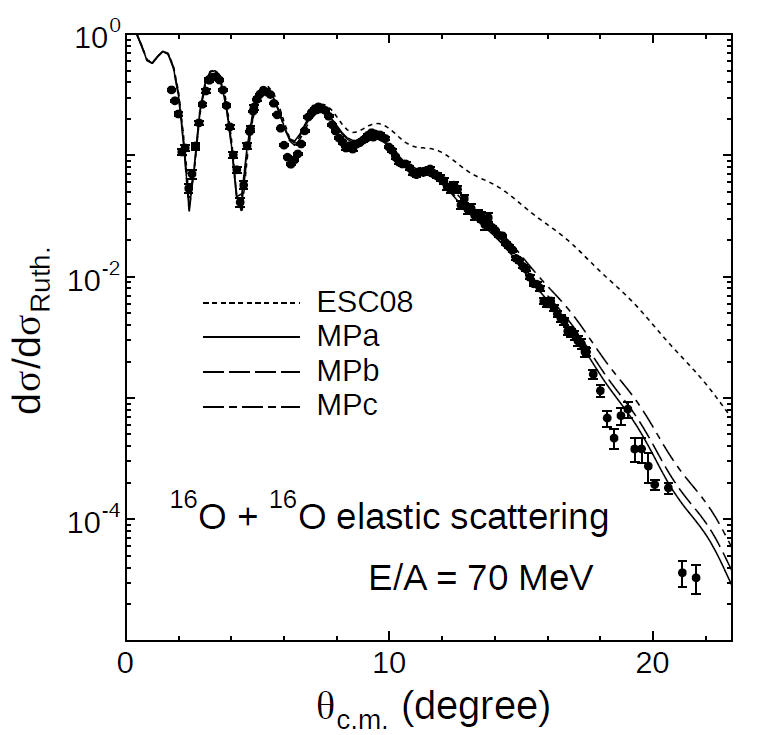 10^0
10^-2
10^-4
dσ/dσRuth.
ESC08
MPa
MPb
MPc
16O + 16O elastic scattering
E/A = 70 MeV
0 10 20
θc.m. (degree)